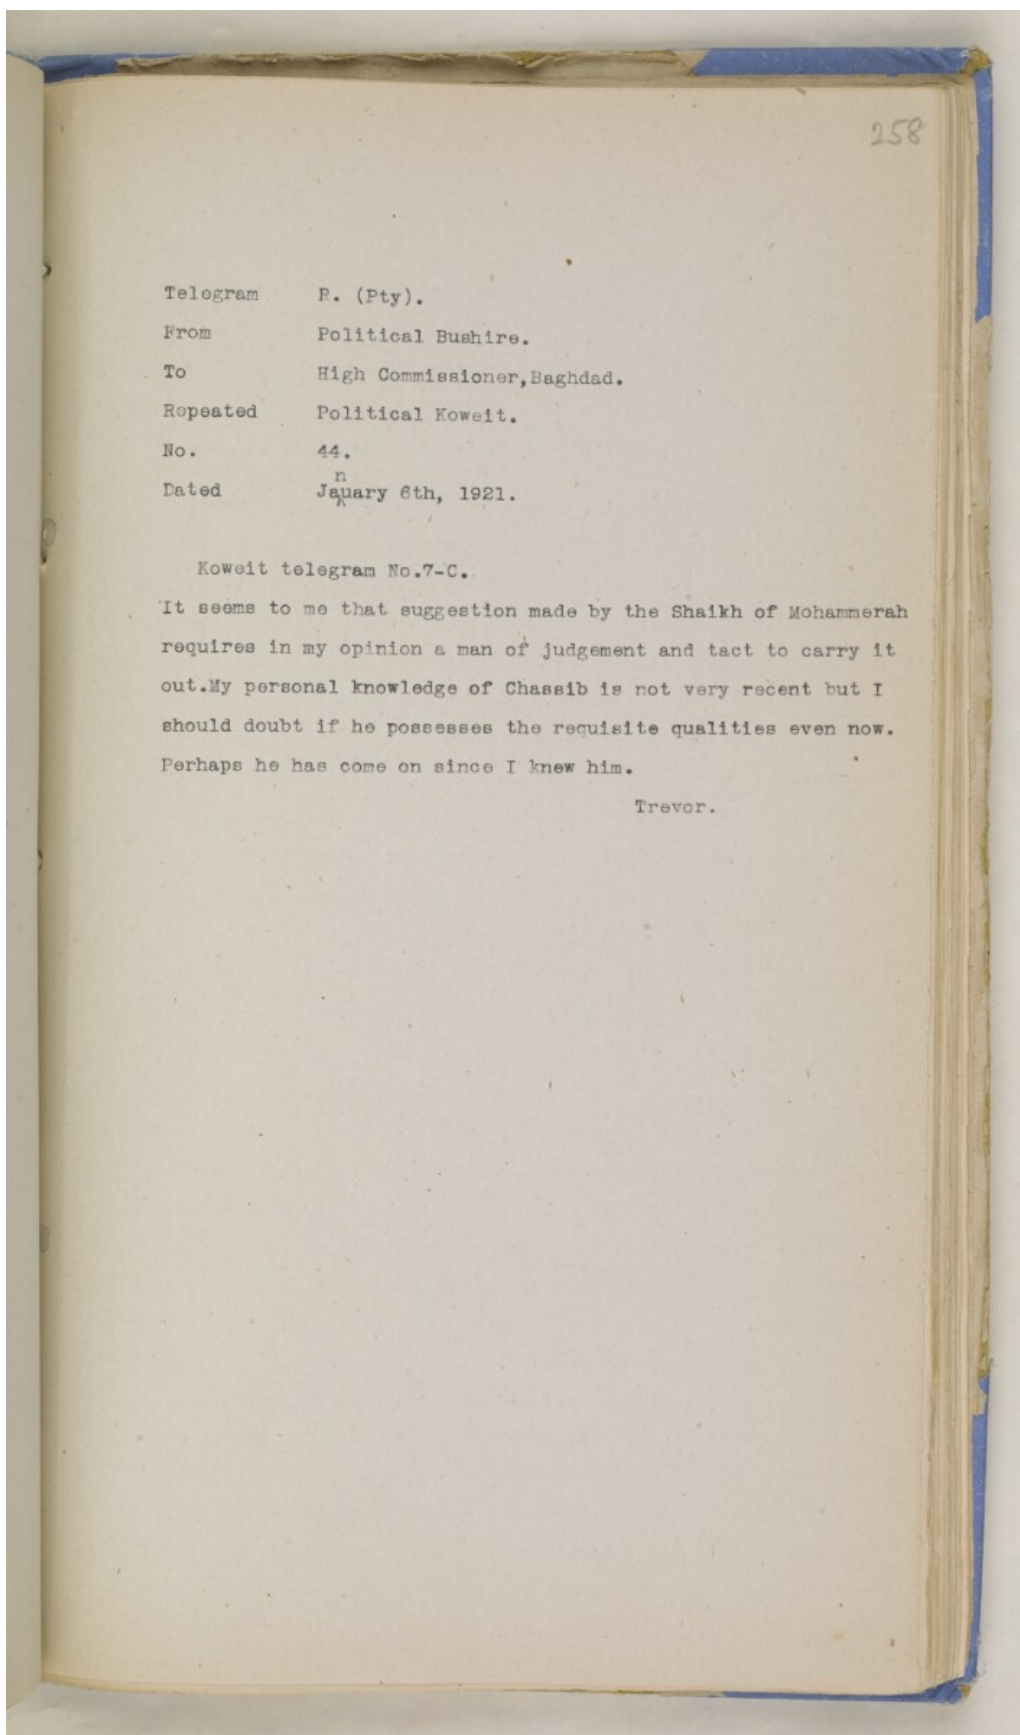 258
Telegram R. (Pty).
From Political Bushire.
To High Commissioner,Baghdad.
Repeated Political Koweit.
No. 44.
Dated January 6th, 1921.
Koweit telegram No.7-C.
It seems to me that suggestion made by the Shaikh of Mohammerah
requires in my opinion a man of judgement and tact to carry it
out.My personal knowledge of Chassib is not very recent but I
should doubt if he possesses the requisite qualities even now.
Perhaps he has come on since I knew him.
Trevor.